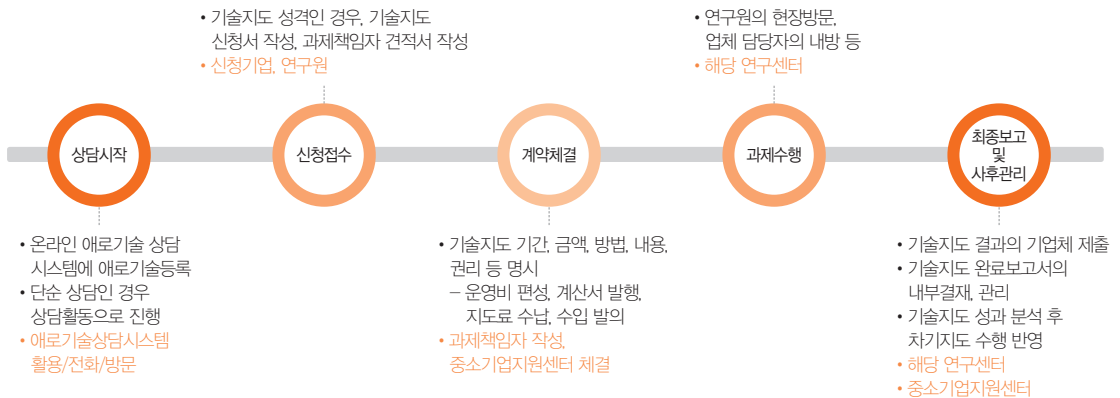 • 기술지도 성격인 경우, 기술지도
신청서 작성, 과제책임자 견적서 작성
• 신청기업, 연구원
• 연구원의 현장방문,
업체 담당자의 내방 등
• 해당 연구센터
상담시작
신청접수
계약체결
과제수행
최종보고
및
사후관리
• 온라인 애로기술 상담
시스템에 애로기술등록
• 단순 상담인 경우
상담활동으로 진행
• 애로기술상담시스템
활용/전화/방문
• 기술지도 기간, 금액, 방법, 내용,
권리 등 명시
– 운영비 편성, 계산서 발행,
지도료 수납, 수입 발의
• 과제책임자 작성,
중소기업지원센터 체결
• 기술지도 결과의 기업체 제출
• 기술지도 완료보고서의
내부결재, 관리
• 기술지도 성과 분석 후
차기지도 수행 반영
• 해당 연구센터
• 중소기업지원센터